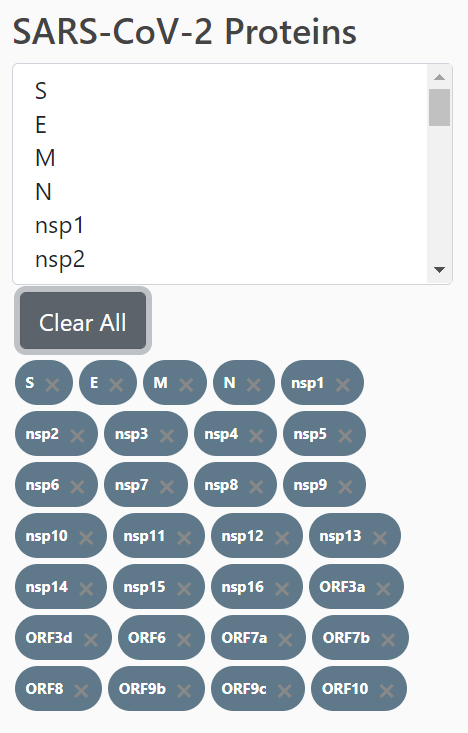 SARS-CoV-2 Proteins
S
E
M
N
nsp1
nsp2
Clear All
S × E × M × N × nsp1 ×
nsp2 × nsp3 × nsp4 × nsp5 ×
nsp6 × nsp7 × nsp8 × nsp9 ×
nsp10 × nsp11 × nsp12 × nsp13 ×
nsp14 × nsp15 × nsp16 × ORF3a ×
ORF3d × ORF6 × ORF7a × ORF7b ×
ORF8 × ORF9b × ORF9c × ORF10 ×